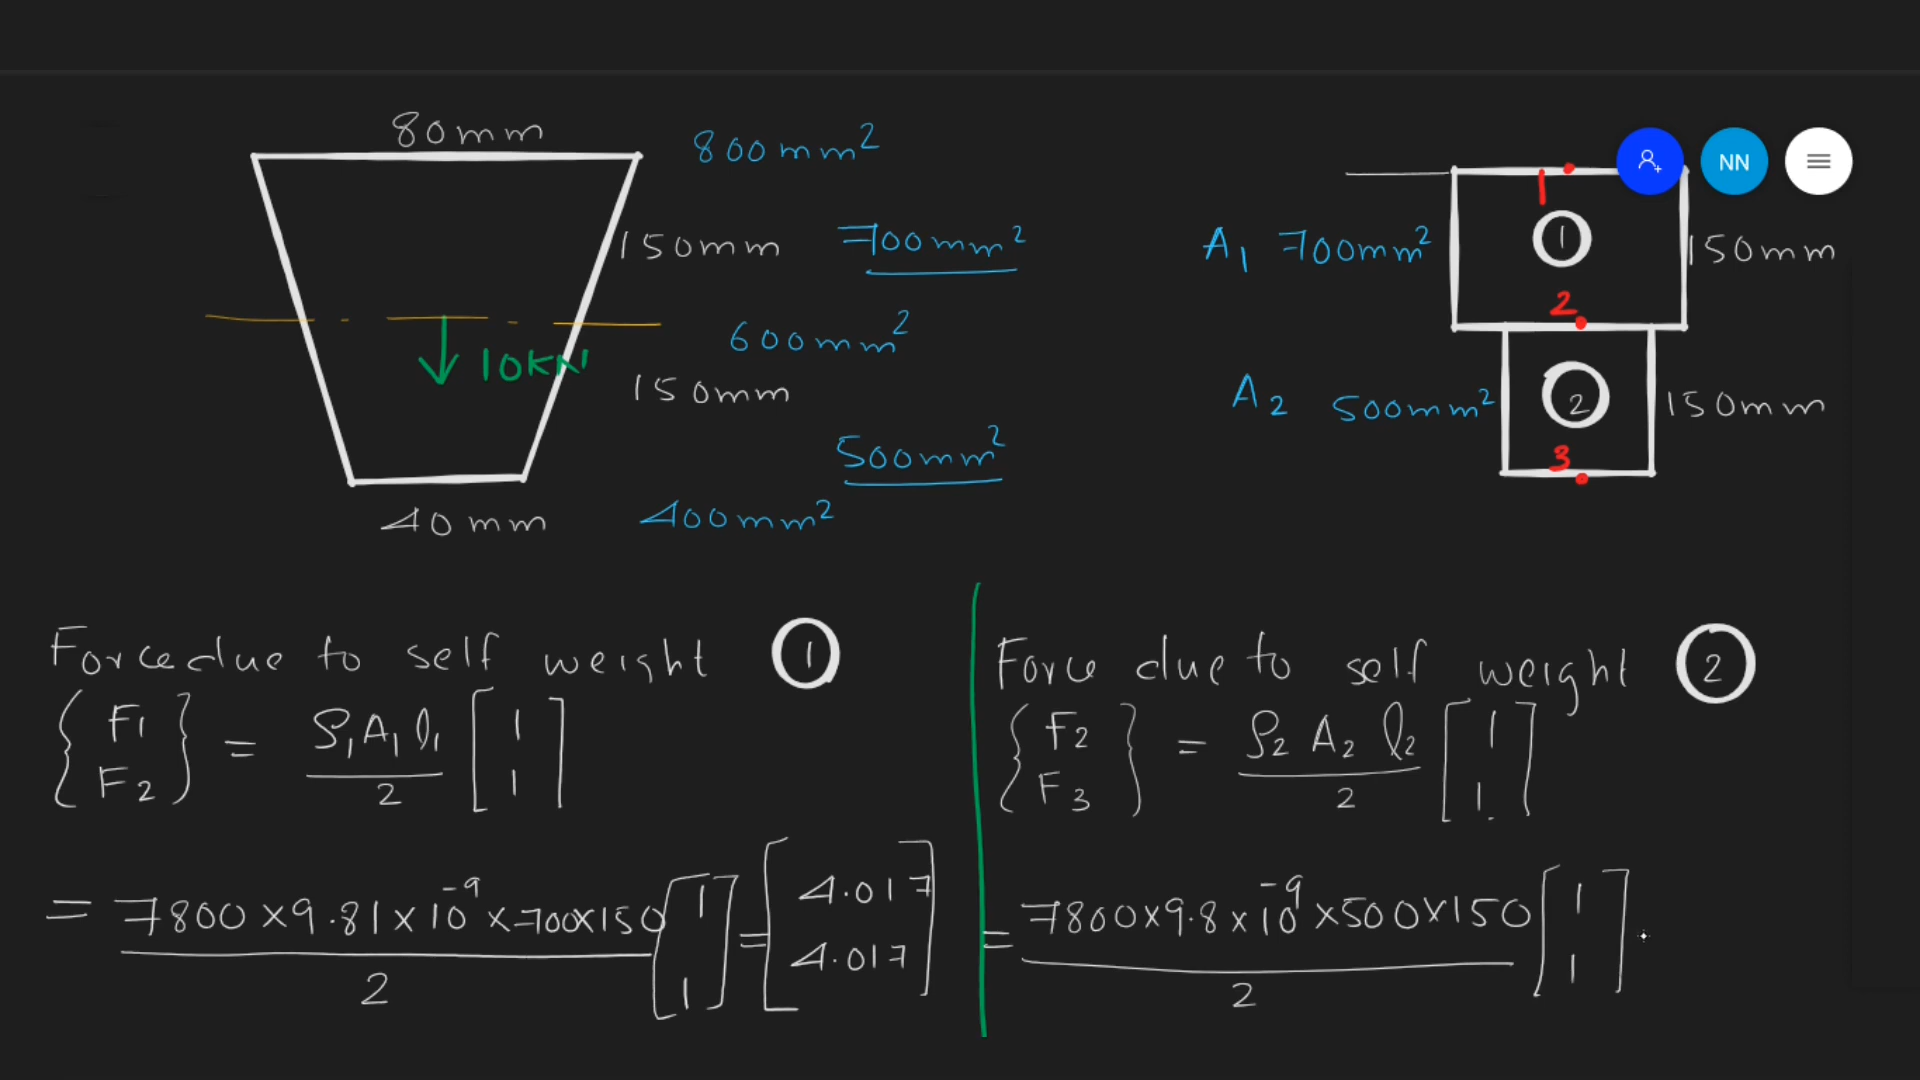 80mm
800mm²
NN
1
150mm
700mm²
A₁ 700mm²
1
150mm
2
10KN
600mm²
150mm
A₂ 500mm²
2
150mm
500mm²
3
40mm
400mm²
Force due to self weight 1
{F₁ F₂} = ρ₁A₁l₁/2 [1 1]
= 7800×9.81×10⁻⁹×700×150/2 [1 1] = [4.017 4.017]
Force due to self weight 2
{F₂ F₃} = ρ₂A₂l₂/2 [1 1]
= 7800×9.8×10⁻⁹×500×150/2 [1 1]